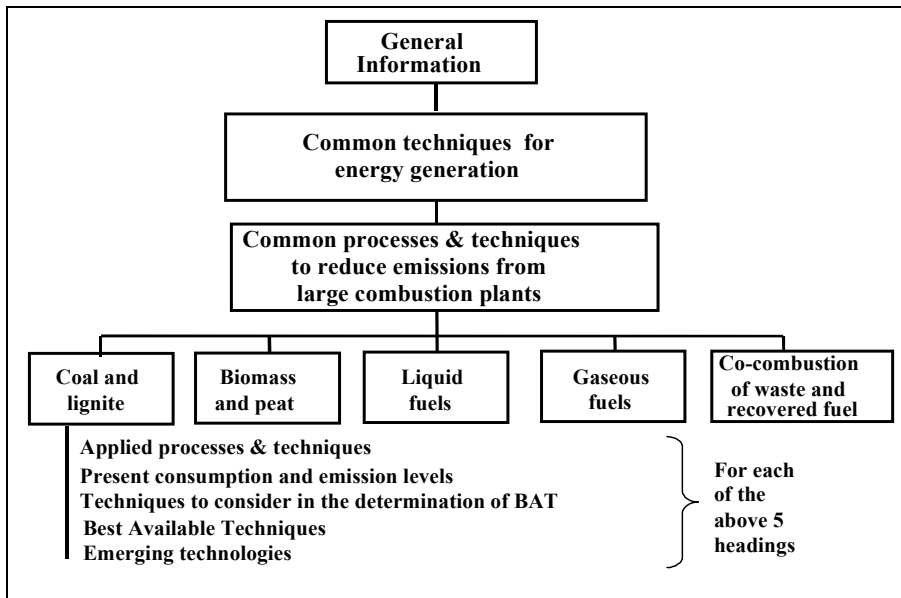 General
Information
Common techniques for
energy generation
Common processes & techniques
to reduce emissions from
large combustion plants
Coal and
lignite
Biomass
and peat
Liquid
fuels
Gaseous
fuels
Co-combustion
of waste and
recovered fuel
Applied processes & techniques
Present consumption and emission levels
Techniques to consider in the determination of BAT
Best Available Techniques
Emerging technologies
For each
of the
above 5
headings